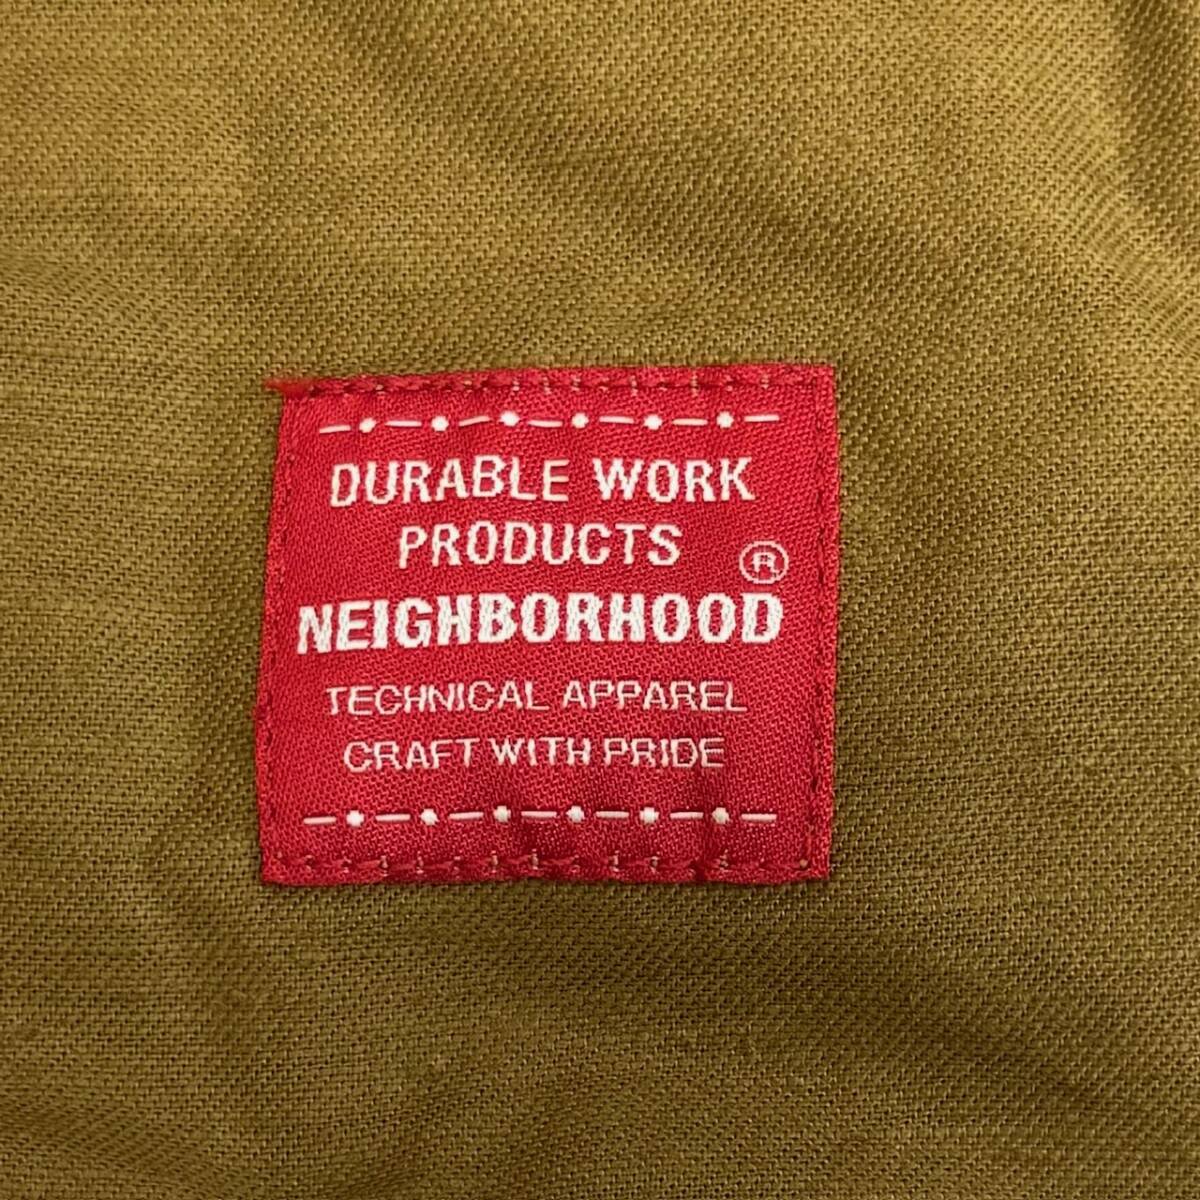 DURABLE WORK
PRODUCTS
®
NEIGHBORHOOD
TECHNICAL APPAREL
CRAFT WITH PRIDE